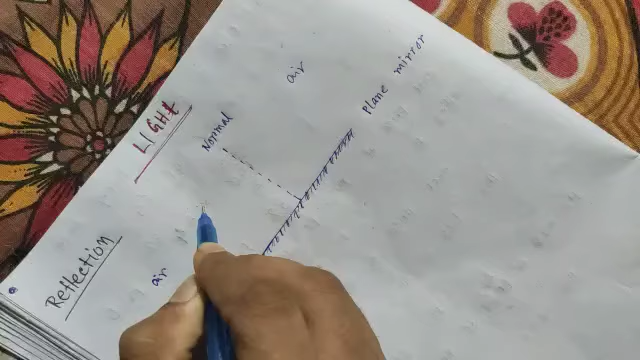 LIGHT
Reflection
Normal
air
Plane mirror
air